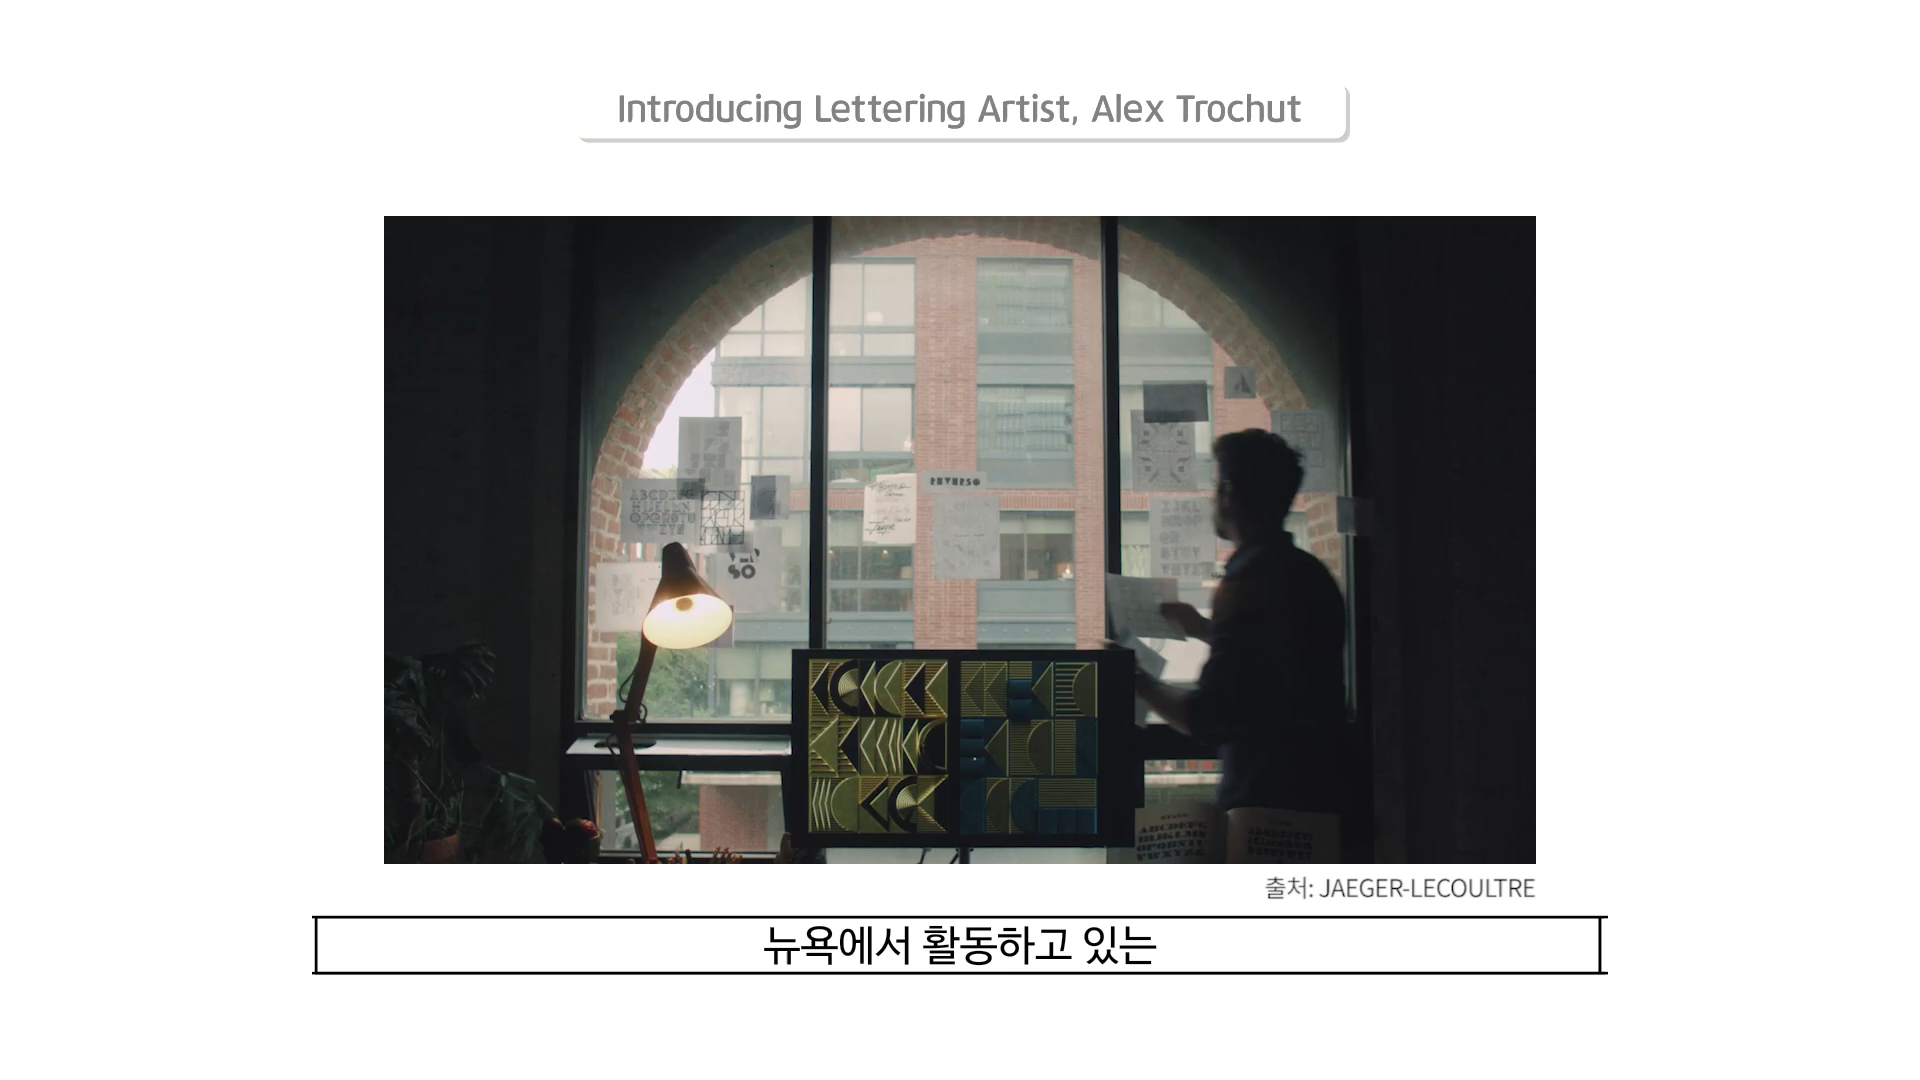 Introducing Lettering Artist, Alex Trochut
SO
출처: JAEGER-LECOULTRE
뉴욕에서 활동하고 있는